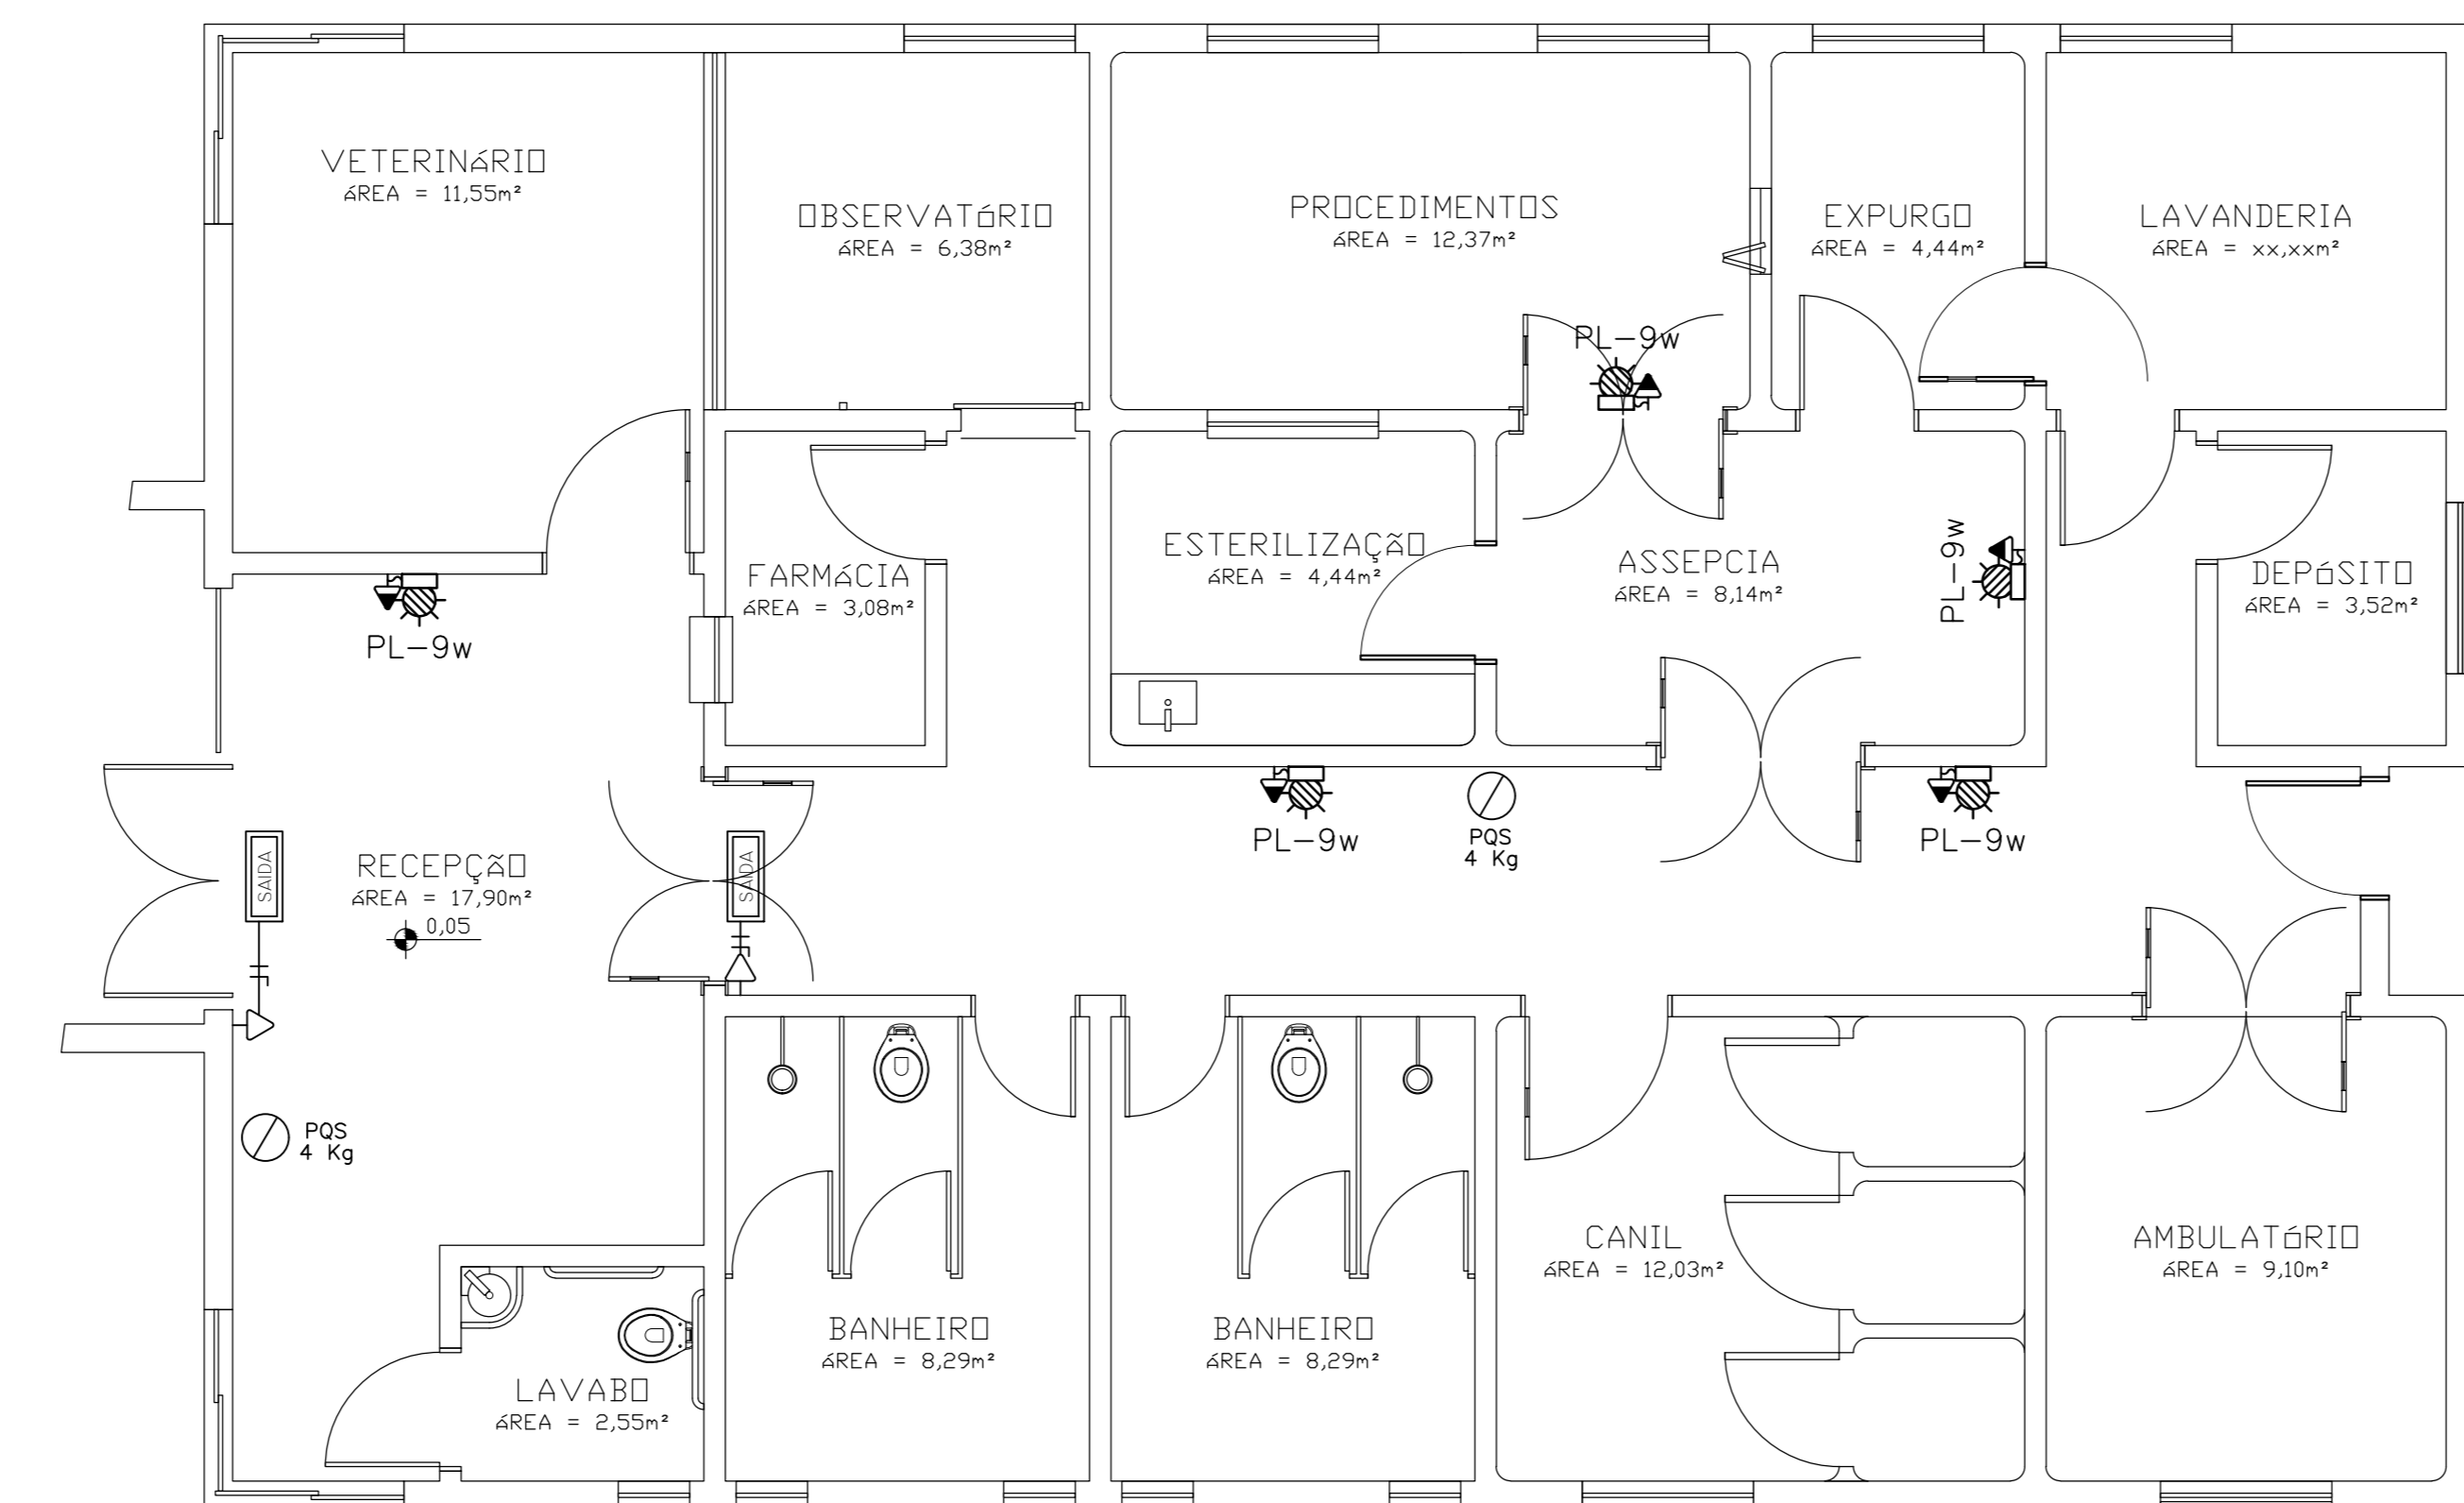 VETERINáRIO
áREA = 11,55m²
OBSERVATóRIO
áREA = 6,38m²
PROCEDIMENTOS
áREA = 12,37m²
EXPURGO
áREA = 4,44m²
LAVANDERIA
áREA = xx,xxm²
PL-9w
ESTERILIZAÇãO
áREA = 4,44m²
ASSEPCIA
áREA = 8,14m²
PL-9w
DEPóSITO
áREA = 3,52m²
FARMáCIA
áREA = 3,08m²
PL-9w
PL-9w
PQS
4 Kg
PL-9w
SAIDA
RECEPÇãO
áREA = 17,90m²
0,05
SAIDA
PQS
4 Kg
CANIL
áREA = 12,03m²
AMBULATóRIO
áREA = 9,10m²
BANHEIRO
áREA = 8,29m²
BANHEIRO
áREA = 8,29m²
LAVABO
áREA = 2,55m²